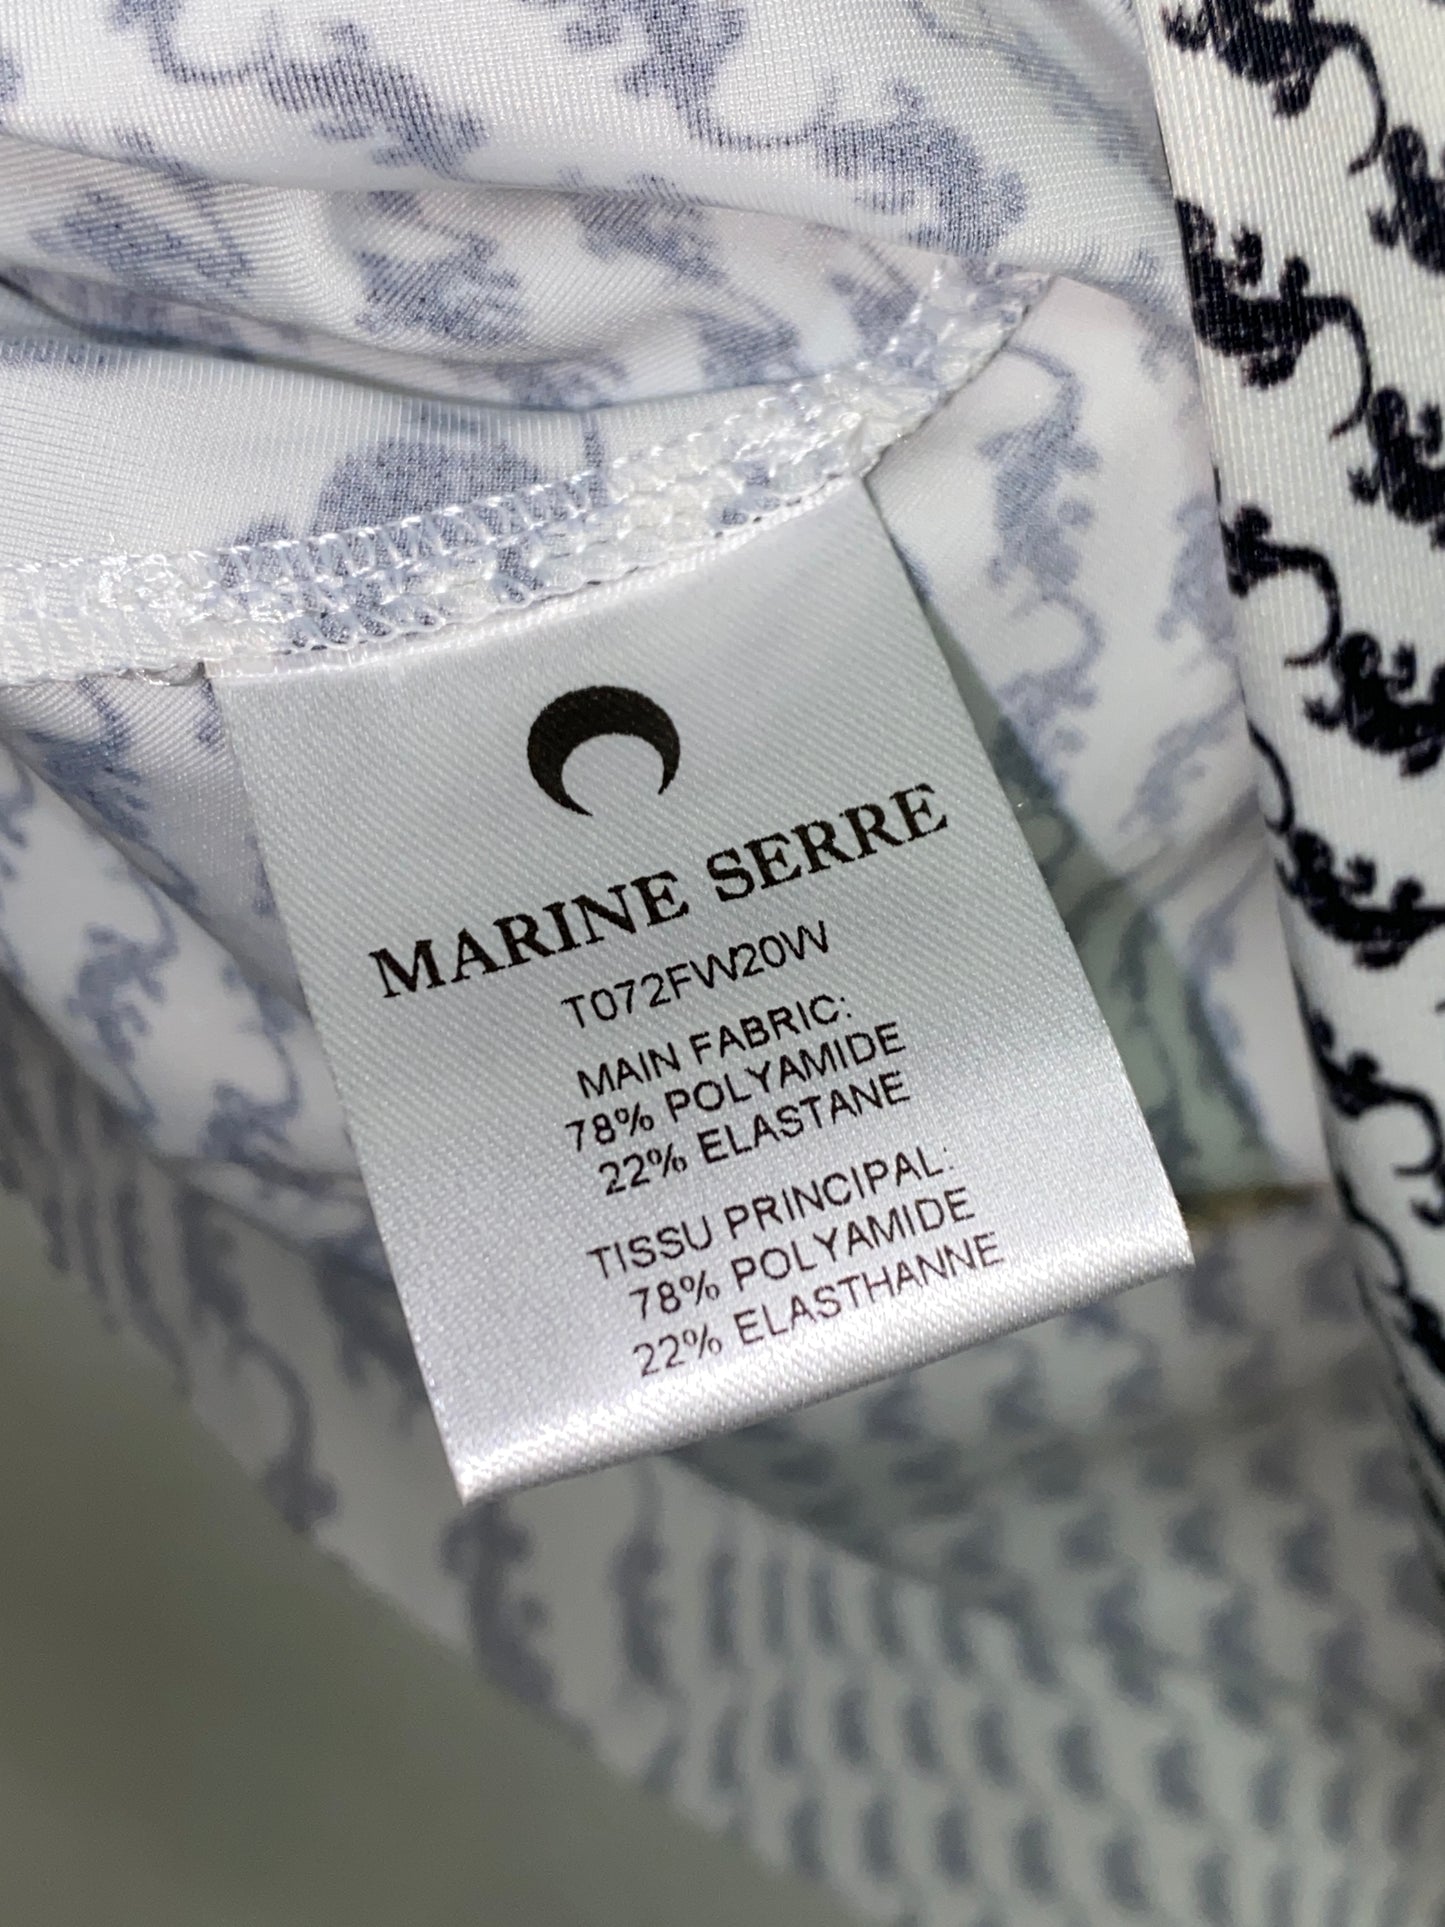 MARINE SERRE
T072FW20W
MAIN FABRIC:
78% POLYAMIDE
22% ELASTANE
TISSU PRINCIPAL:
78% POLYAMIDE
22% ELASTHANNE